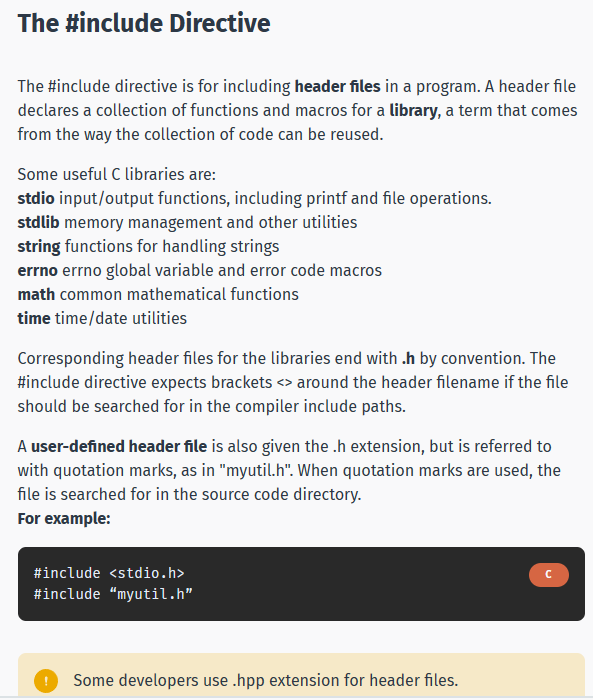 The #include Directive
The #include directive is for including header files in a program. A header file
declares a collection of functions and macros for a library, a term that comes
from the way the collection of code can be reused.
Some useful C libraries are:
stdio input/output functions, including printf and file operations.
stdlib memory management and other utilities
string functions for handling strings
errno errno global variable and error code macros
math common mathematical functions
time time/date utilities
Corresponding header files for the libraries end with .h by convention. The
#include directive expects brackets <> around the header filename if the file
should be searched for in the compiler include paths.
A user-defined header file is also given the .h extension, but is referred to
with quotation marks, as in "myutil.h". When quotation marks are used, the
file is searched for in the source code directory.
For example:
#include <stdio.h>
C
#include “myutil.h”
! Some developers use .hpp extension for header files.